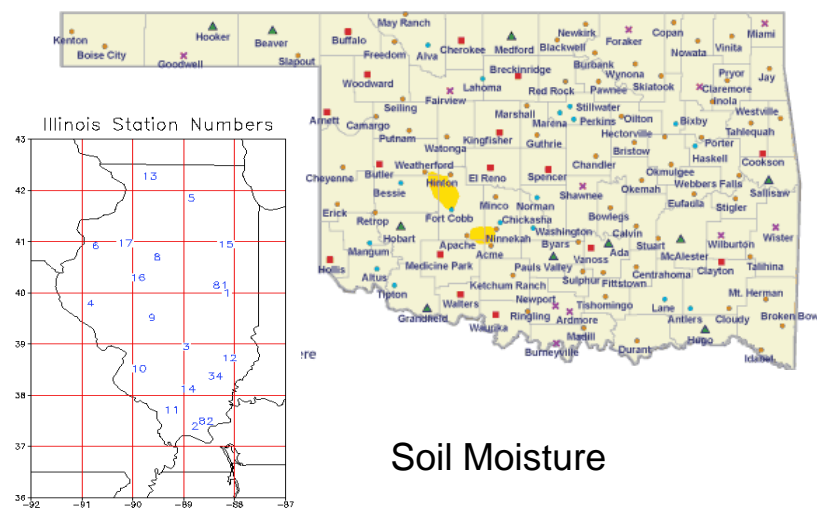 May Ranch
Kenton
Boise City
Hooker
Beaver
Goodwell
Slapout
Buffalo
Freedom
Alva
Cherokee
Medford
Newkirk
Blackwell
Foraker
Copan
Nowata
Vinita
Miami
Burbank
Wynona
Breckinridge
Woodward
Lahoma
Red Rock
Pawnee
Skiatook
Pryor
Jay
Claremore
Inola
Fairview
Seiling
Marshall
Stillwater
Arnett
Camargo
Marena
Perkins
Oilton
Bixby
Westville
Putnam
Kingfisher
Guthrie
Hectorville
Tahlequah
Watonga
Bristow
Porter
Haskell
Chandler
Cookson
Weatherford
Cheyenne
Butler
Hinton
El Reno
Spencer
Okmulgee
Webbers Falls
Sallisaw
Bessie
Shawnee
Okemah
Eufaula
Stigler
Erick
Retrop
Minco
Norman
Bowlegs
Fort Cobb
Chickasha
Washington
Calvin
Hobart
Ninnekah
Byars
Stuart
Wilburton
Wister
Mangum
Apache
Acme
Ada
McAlester
Hollis
Medicine Park
Pauls Valley
Vanoss
Clayton
Talihina
Altus
Ketchum Ranch
Sulphur
Fittstown
Centrahoma
Tipton
Walters
Newport
Tishomingo
Lane
Mt. Herman
Grandfield
Waurika
Ringling
Ardmore
Madill
Antlers
Cloudy
Broken Bow
Burneyville
Durant
Hugo
Idabel
Illinois Station Numbers
43
13
42
5
41
6
17
15
8
16
81
40
1
4
9
39
3
12
10
34
38
14
11
82
2
37
36
-92
-91
-90
-89
-88
-87
ere
Soil Moisture